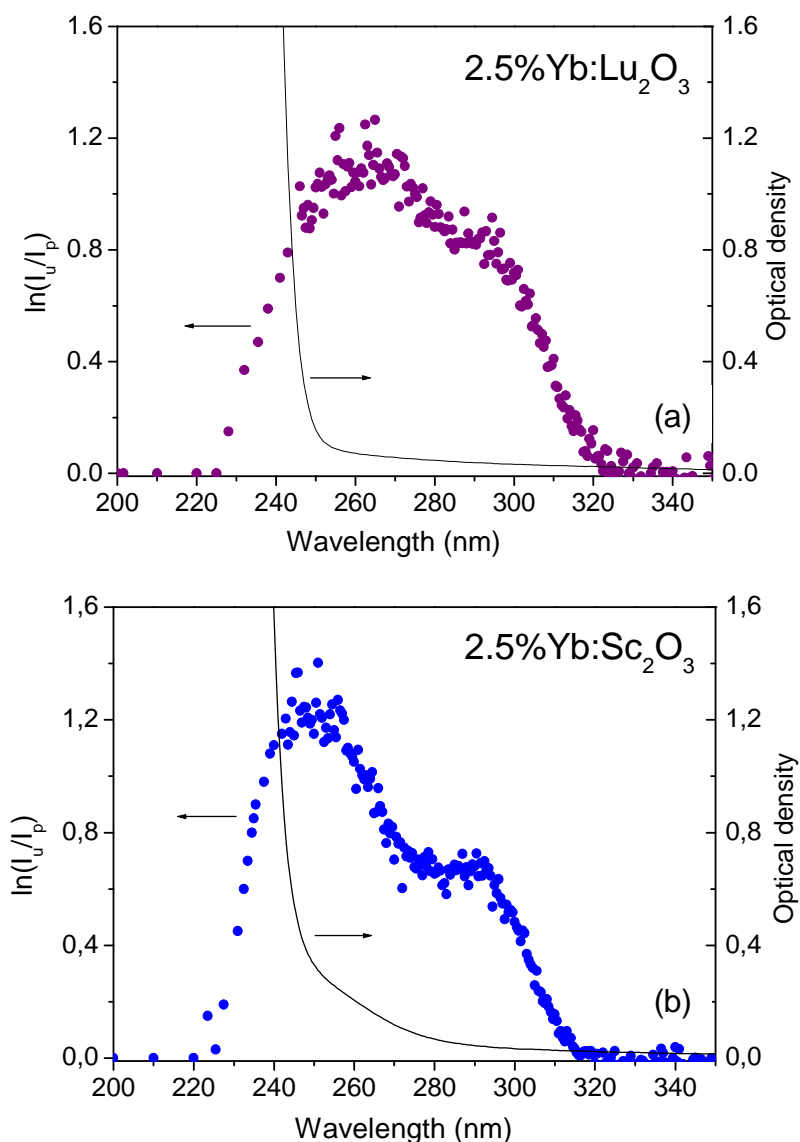 2.5%Yb:Lu₂O₃
1.6
1.2
0.8
0.4
0.0
ln(Iᵤ/Iₚ)
1.6
1.2
0.8
0.4
0.0
Optical density
(a)
200 220 240 260 280 300 320 340
Wavelength (nm)
2.5%Yb:Sc₂O₃
1,6
1,2
0,8
0,4
0,0
ln(Iᵤ/Iₚ)
1,6
1,2
0,8
0,4
0,0
Optical density
(b)
200 220 240 260 280 300 320 340
Wavelength (nm)